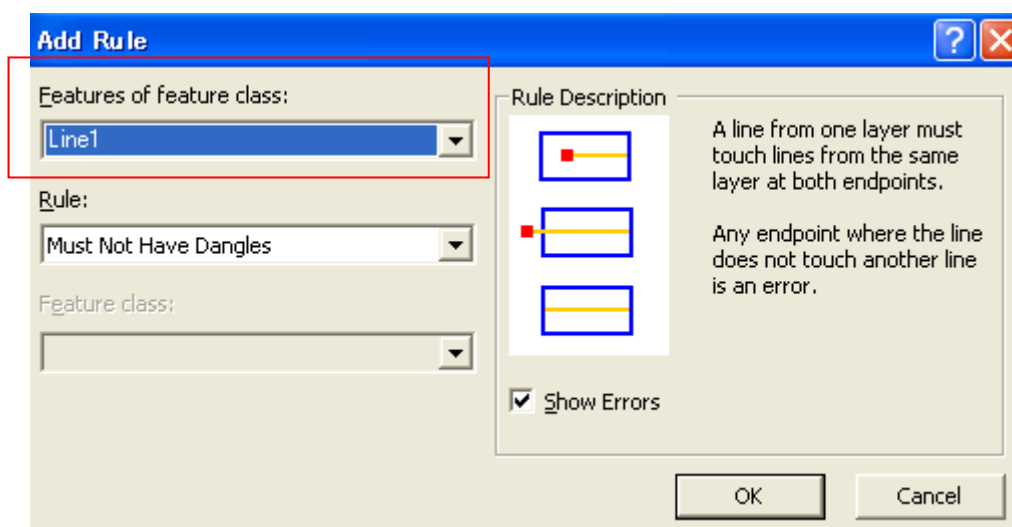 Add Rule
Features of feature class:
Line1
Rule:
Must Not Have Dangles
Feature class:
Rule Description
A line from one layer must
touch lines from the same
layer at both endpoints.
Any endpoint where the line
does not touch another line
is an error.
Show Errors
OK
Cancel